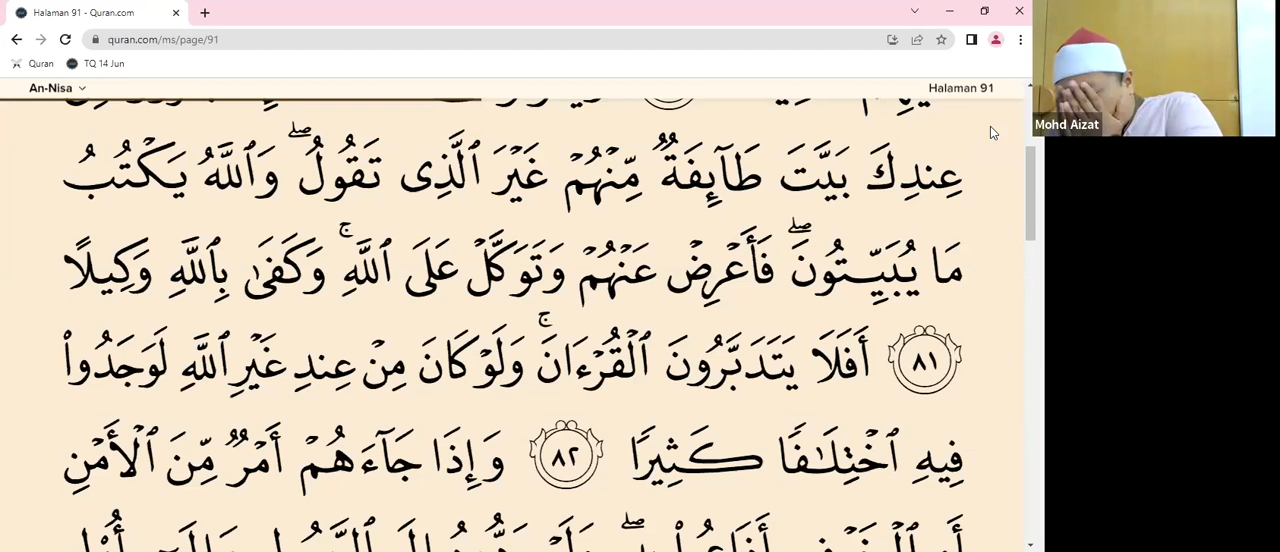 Halaman 91 - Quran.com
quran.com/ms/page/91
Quran TQ 14 Jun
An-Nisa Halaman 91
Mohd Aizat
عِندِكَ بَيَّتَ طَآئِفَةٌ مِّنْهُمْ غَيْرَ ٱلَّذِى تَقُولُ ۖ وَٱللَّهُ يَكْتُبُ
مَا يُبَيِّتُونَ ۖ فَأَعْرِضْ عَنْهُمْ وَتَوَكَّلْ عَلَى ٱللَّهِ ۚ وَكَفَىٰ بِٱللَّهِ وَكِيلًا
٨١ أَفَلَا يَتَدَبَّرُونَ ٱلْقُرْءَانَ ۚ وَلَوْ كَانَ مِنْ عِندِ غَيْرِ ٱللَّهِ لَوَجَدُوا۟
فِيهِ ٱخْتِلَـٰفًا كَثِيرًا ٨٢ وَإِذَا جَآءَهُمْ أَمْرٌ مِّنَ ٱلْأَمْنِ